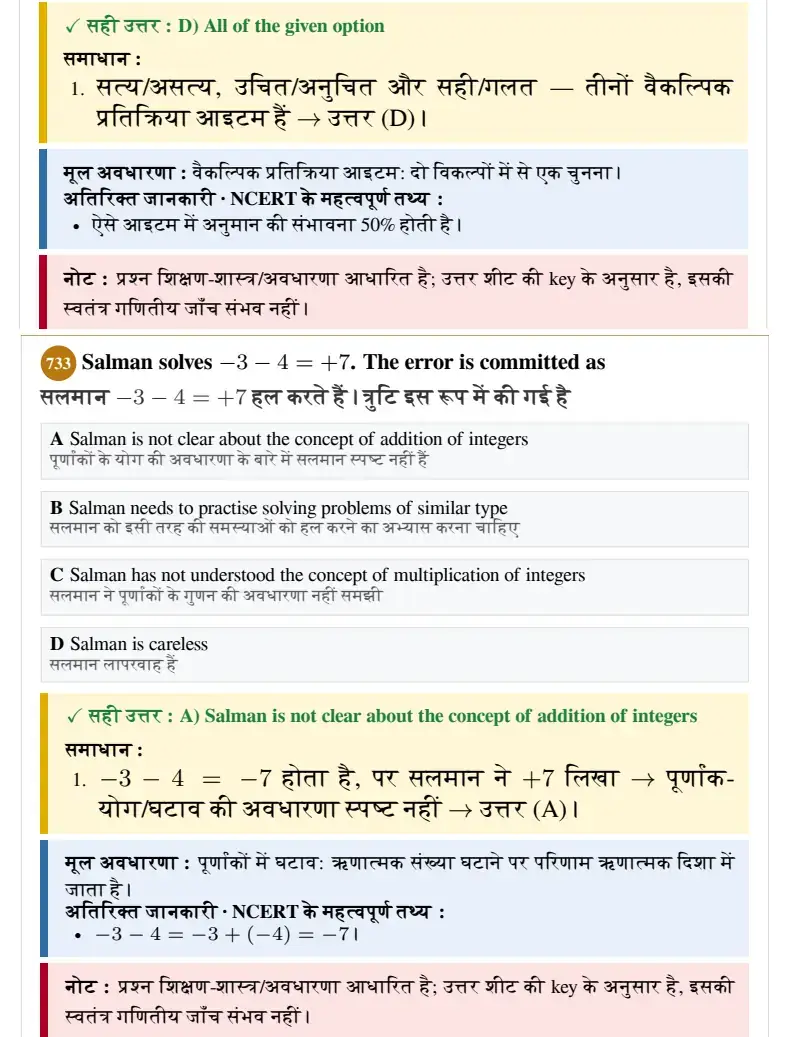 ✓ सही उत्तर : D) All of the given option
समाधान :
1. सत्य/असत्य, उचित/अनुचित और सही/गलत — तीनों वैकल्पिक
प्रतिक्रिया आइटम हैं → उत्तर (D)।
मूल अवधारणा : वैकल्पिक प्रतिक्रिया आइटम: दो विकल्पों में से एक चुनना।
अतिरिक्त जानकारी · NCERT के महत्वपूर्ण तथ्य :
• ऐसे आइटम में अनुमान की संभावना 50% होती है।
नोट : प्रश्न शिक्षण-शास्त्र/अवधारणा आधारित है; उत्तर शीट की key के अनुसार है, इसकी
स्वतंत्र गणितीय जाँच संभव नहीं।
733 Salman solves −3 − 4 = +7. The error is committed as
सलमान −3 − 4 = +7 हल करते हैं। त्रुटि इस रूप में की गई है
A Salman is not clear about the concept of addition of integers
पूर्णांकों के योग की अवधारणा के बारे में सलमान स्पष्ट नहीं हैं
B Salman needs to practise solving problems of similar type
सलमान को इसी तरह की समस्याओं को हल करने का अभ्यास करना चाहिए
C Salman has not understood the concept of multiplication of integers
सलमान ने पूर्णांकों के गुणन की अवधारणा नहीं समझी
D Salman is careless
सलमान लापरवाह हैं
✓ सही उत्तर : A) Salman is not clear about the concept of addition of integers
समाधान :
1. −3 − 4 = −7 होता है, पर सलमान ने +7 लिखा → पूर्णांक-
योग/घटाव की अवधारणा स्पष्ट नहीं → उत्तर (A)।
मूल अवधारणा : पूर्णांकों में घटाव: ऋणात्मक संख्या घटाने पर परिणाम ऋणात्मक दिशा में
जाता है।
अतिरिक्त जानकारी · NCERT के महत्वपूर्ण तथ्य :
• −3 − 4 = −3 + (−4) = −7।
नोट : प्रश्न शिक्षण-शास्त्र/अवधारणा आधारित है; उत्तर शीट की key के अनुसार है, इसकी
स्वतंत्र गणितीय जाँच संभव नहीं।